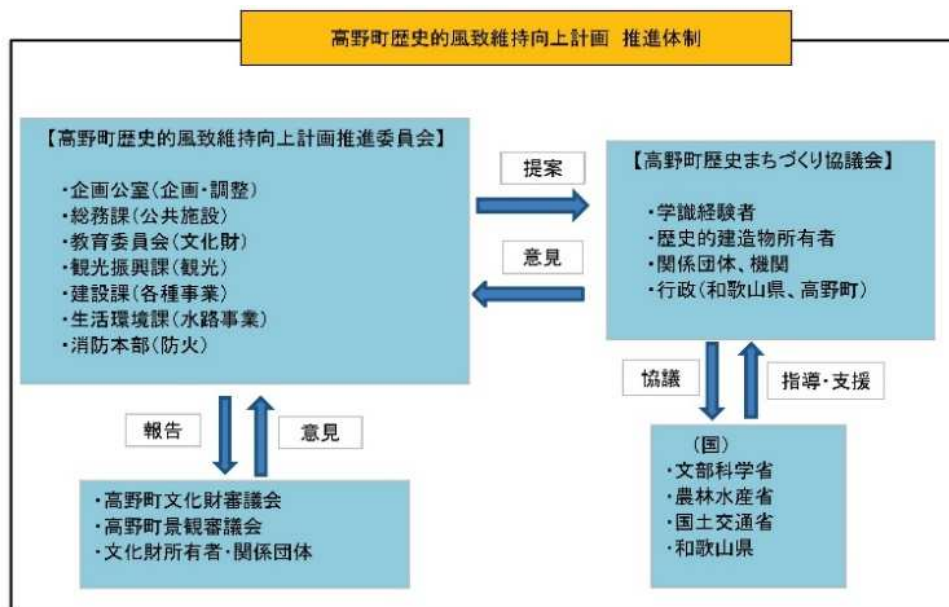 高野町歴史的風致維持向上計画 推進体制
【高野町歴史的風致維持向上計画推進委員会】
・企画公室(企画・調整)
・総務課(公共施設)
・教育委員会(文化財)
・観光振興課(観光)
・建設課(各種事業)
・生活環境課(水路事業)
・消防本部(防火)
提案
意見
【高野町歴史まちづくり協議会】
・学識経験者
・歴史的建造物所有者
・関係団体、機関
・行政(和歌山県、高野町)
報告
意見
協議
指導・支援
・高野町文化財審議会
・高野町景観審議会
・文化財所有者・関係団体
(国)
・文部科学省
・農林水産省
・国土交通省
・和歌山県